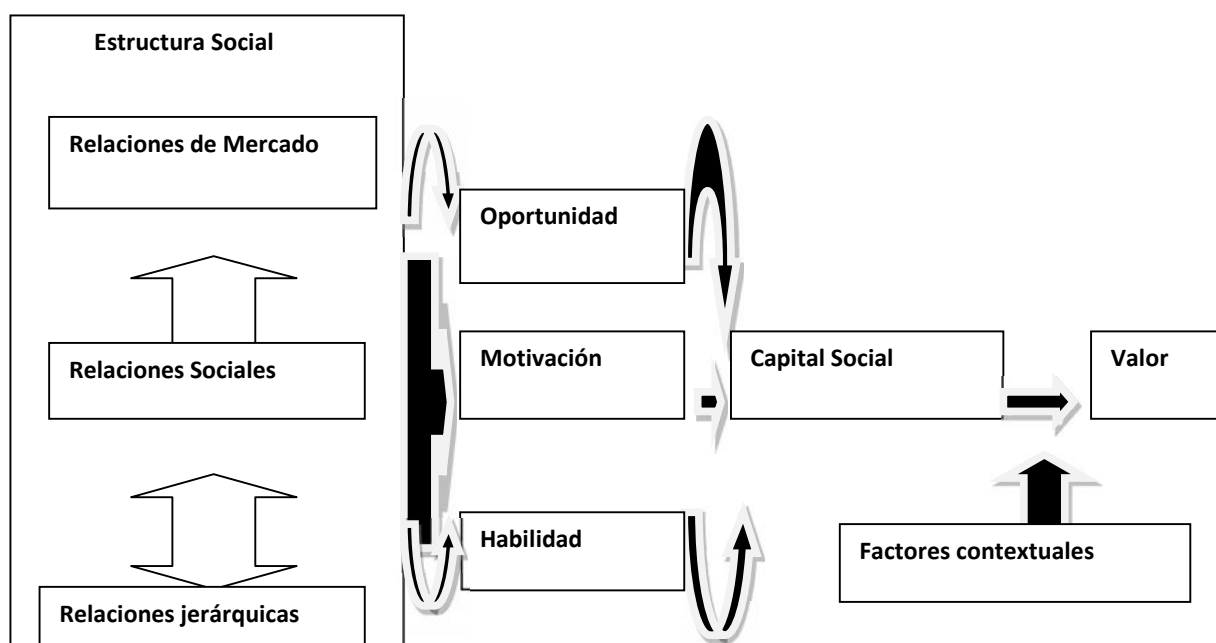 Estructura Social
Relaciones de Mercado
Oportunidad
Relaciones Sociales
Motivación
Capital Social
Valor
Habilidad
Factores contextuales
Relaciones jerárquicas